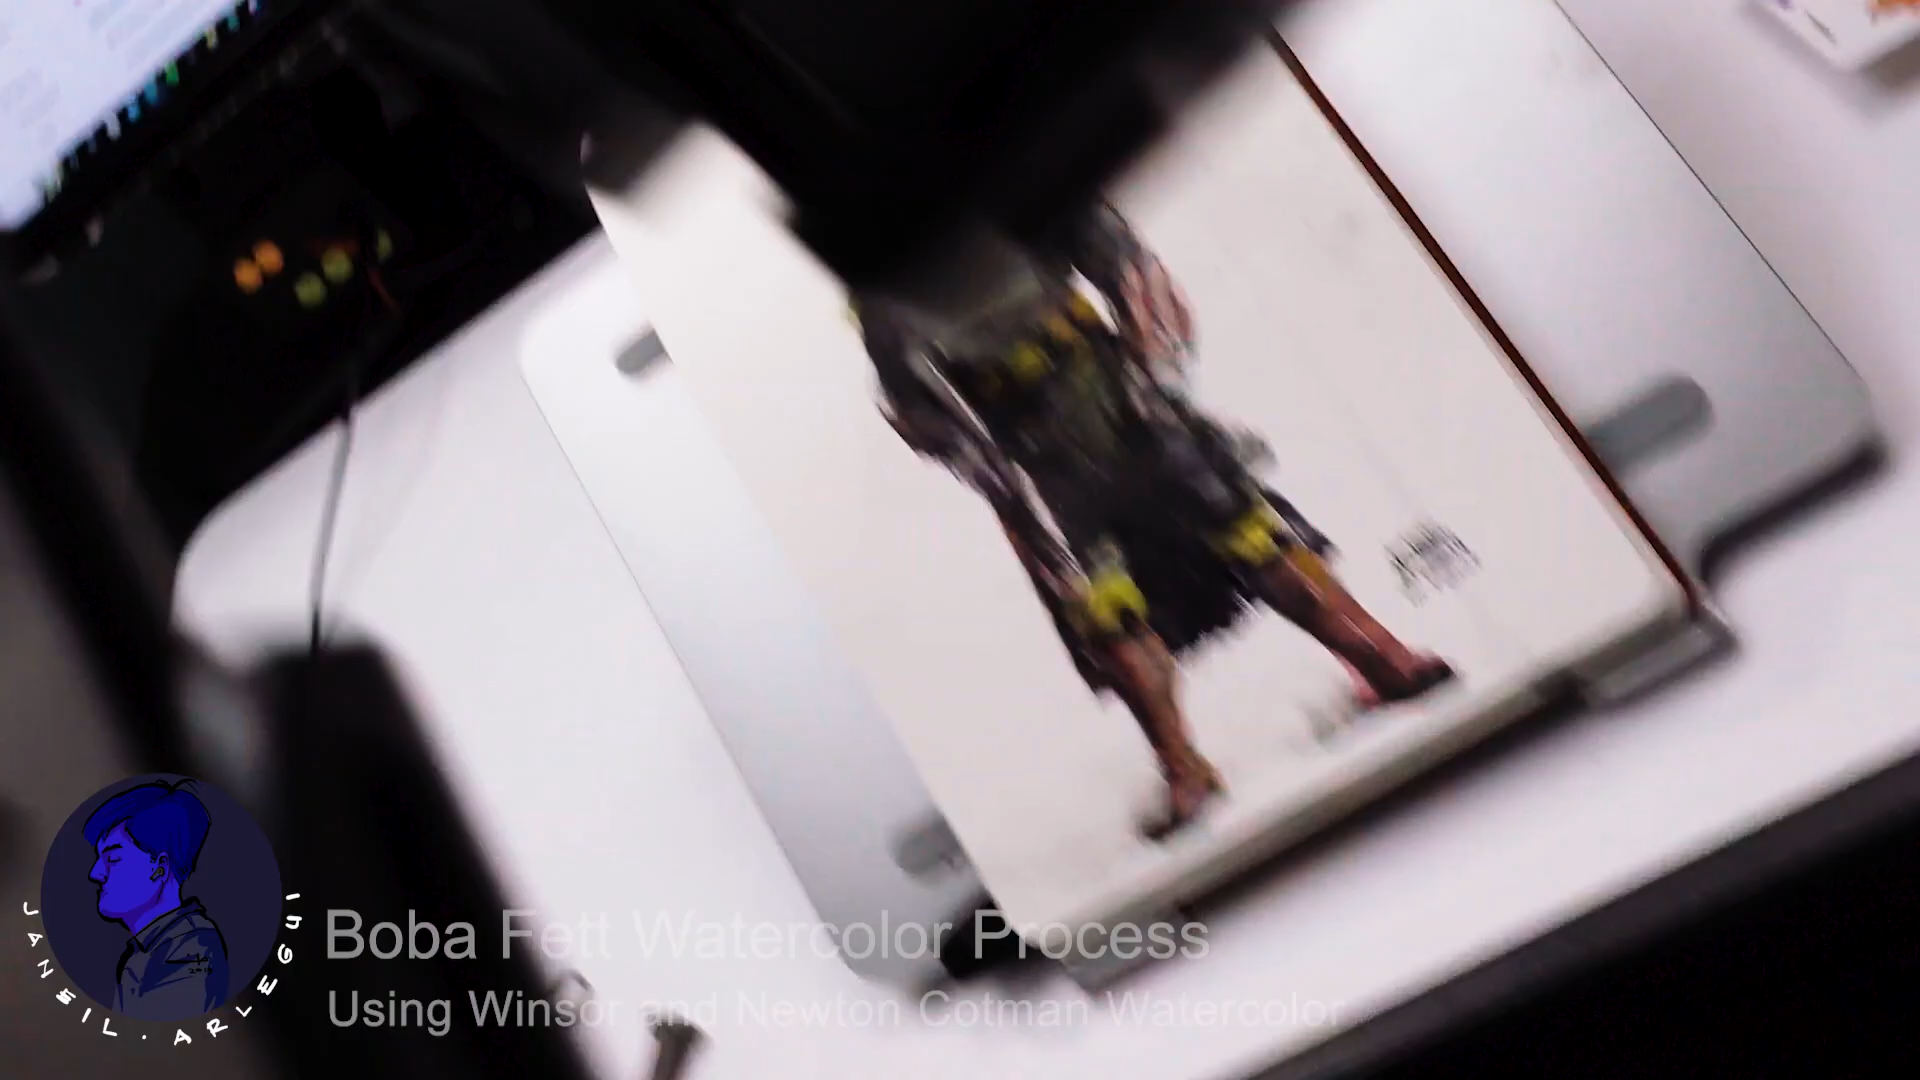 Boba Fett Watercolor Process
Using Winsor and Newton Cotman Watercolor
JANSIL . ARLEGUI